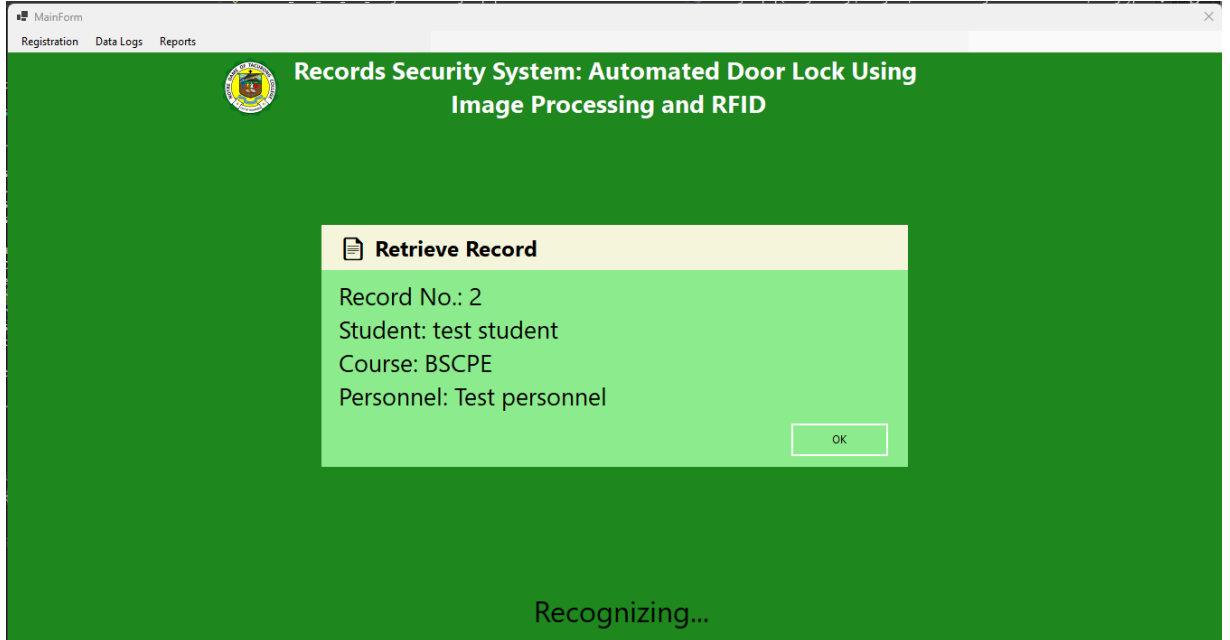 MainForm
Registration Data Logs Reports
Records Security System: Automated Door Lock Using
Image Processing and RFID
Retrieve Record
Record No.: 2
Student: test student
Course: BSCPE
Personnel: Test personnel
OK
Recognizing...